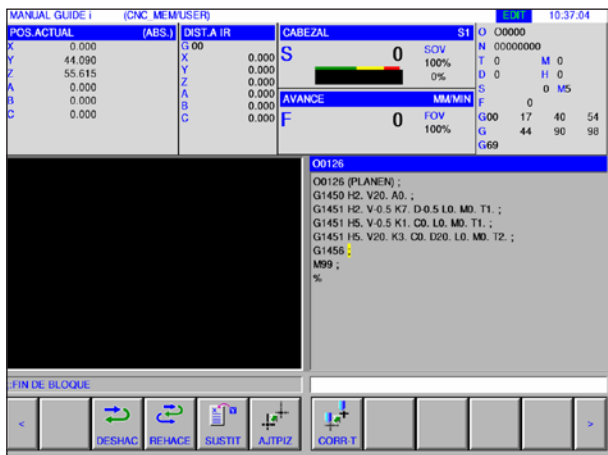 MANUAL GUIDE i (CNC_MEM/USER) EDIT 10:37.04
POS.ACTUAL (ABS.) DIST.A IR CABEZAL S1 O O0000
X 0.000 G 00 S 0 SOV 100% 0% N 00000000
Y 44.090 X 0.000 T 0 M 0
Z 55.615 Y 0.000 D 0 H 0
A 0.000 Z 0.000 S 0 M5
B 0.000 A 0.000 AVANCE MM/MIN F 0
C 0.000 B 0.000 F 0 FOV 100% G00 17 40 54
C 0.000 G 44 90 98
G69
O0126
O0126 (PLANEN) ;
G1450 H2. V20. A0. ;
G1451 H2. V-0.5 K7. D-0.5 L0. M0. T1. ;
G1451 H5. V-0.5 K1. C0. L0. M0. T1. ;
G1451 H5. V20. K3. C0. D20. L0. M0. T2. ;
G1456 ;
M99 ;
%
;:FIN DE BLOQUE
< DESHAC REHACE SUSTIT AJTPIZ CORR-T >